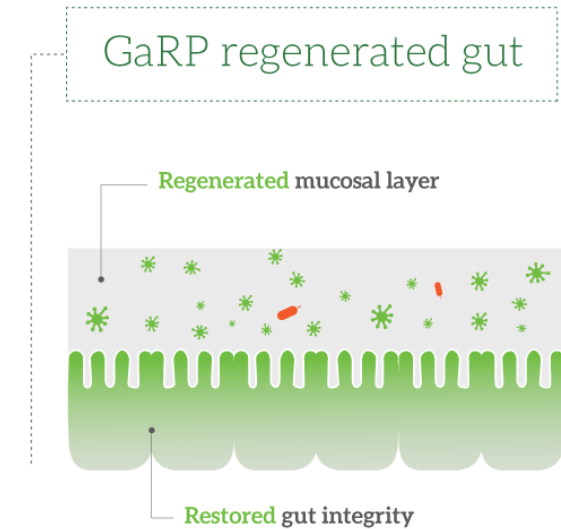 GaRP regenerated gut
Regenerated mucosal layer
Restored gut integrity